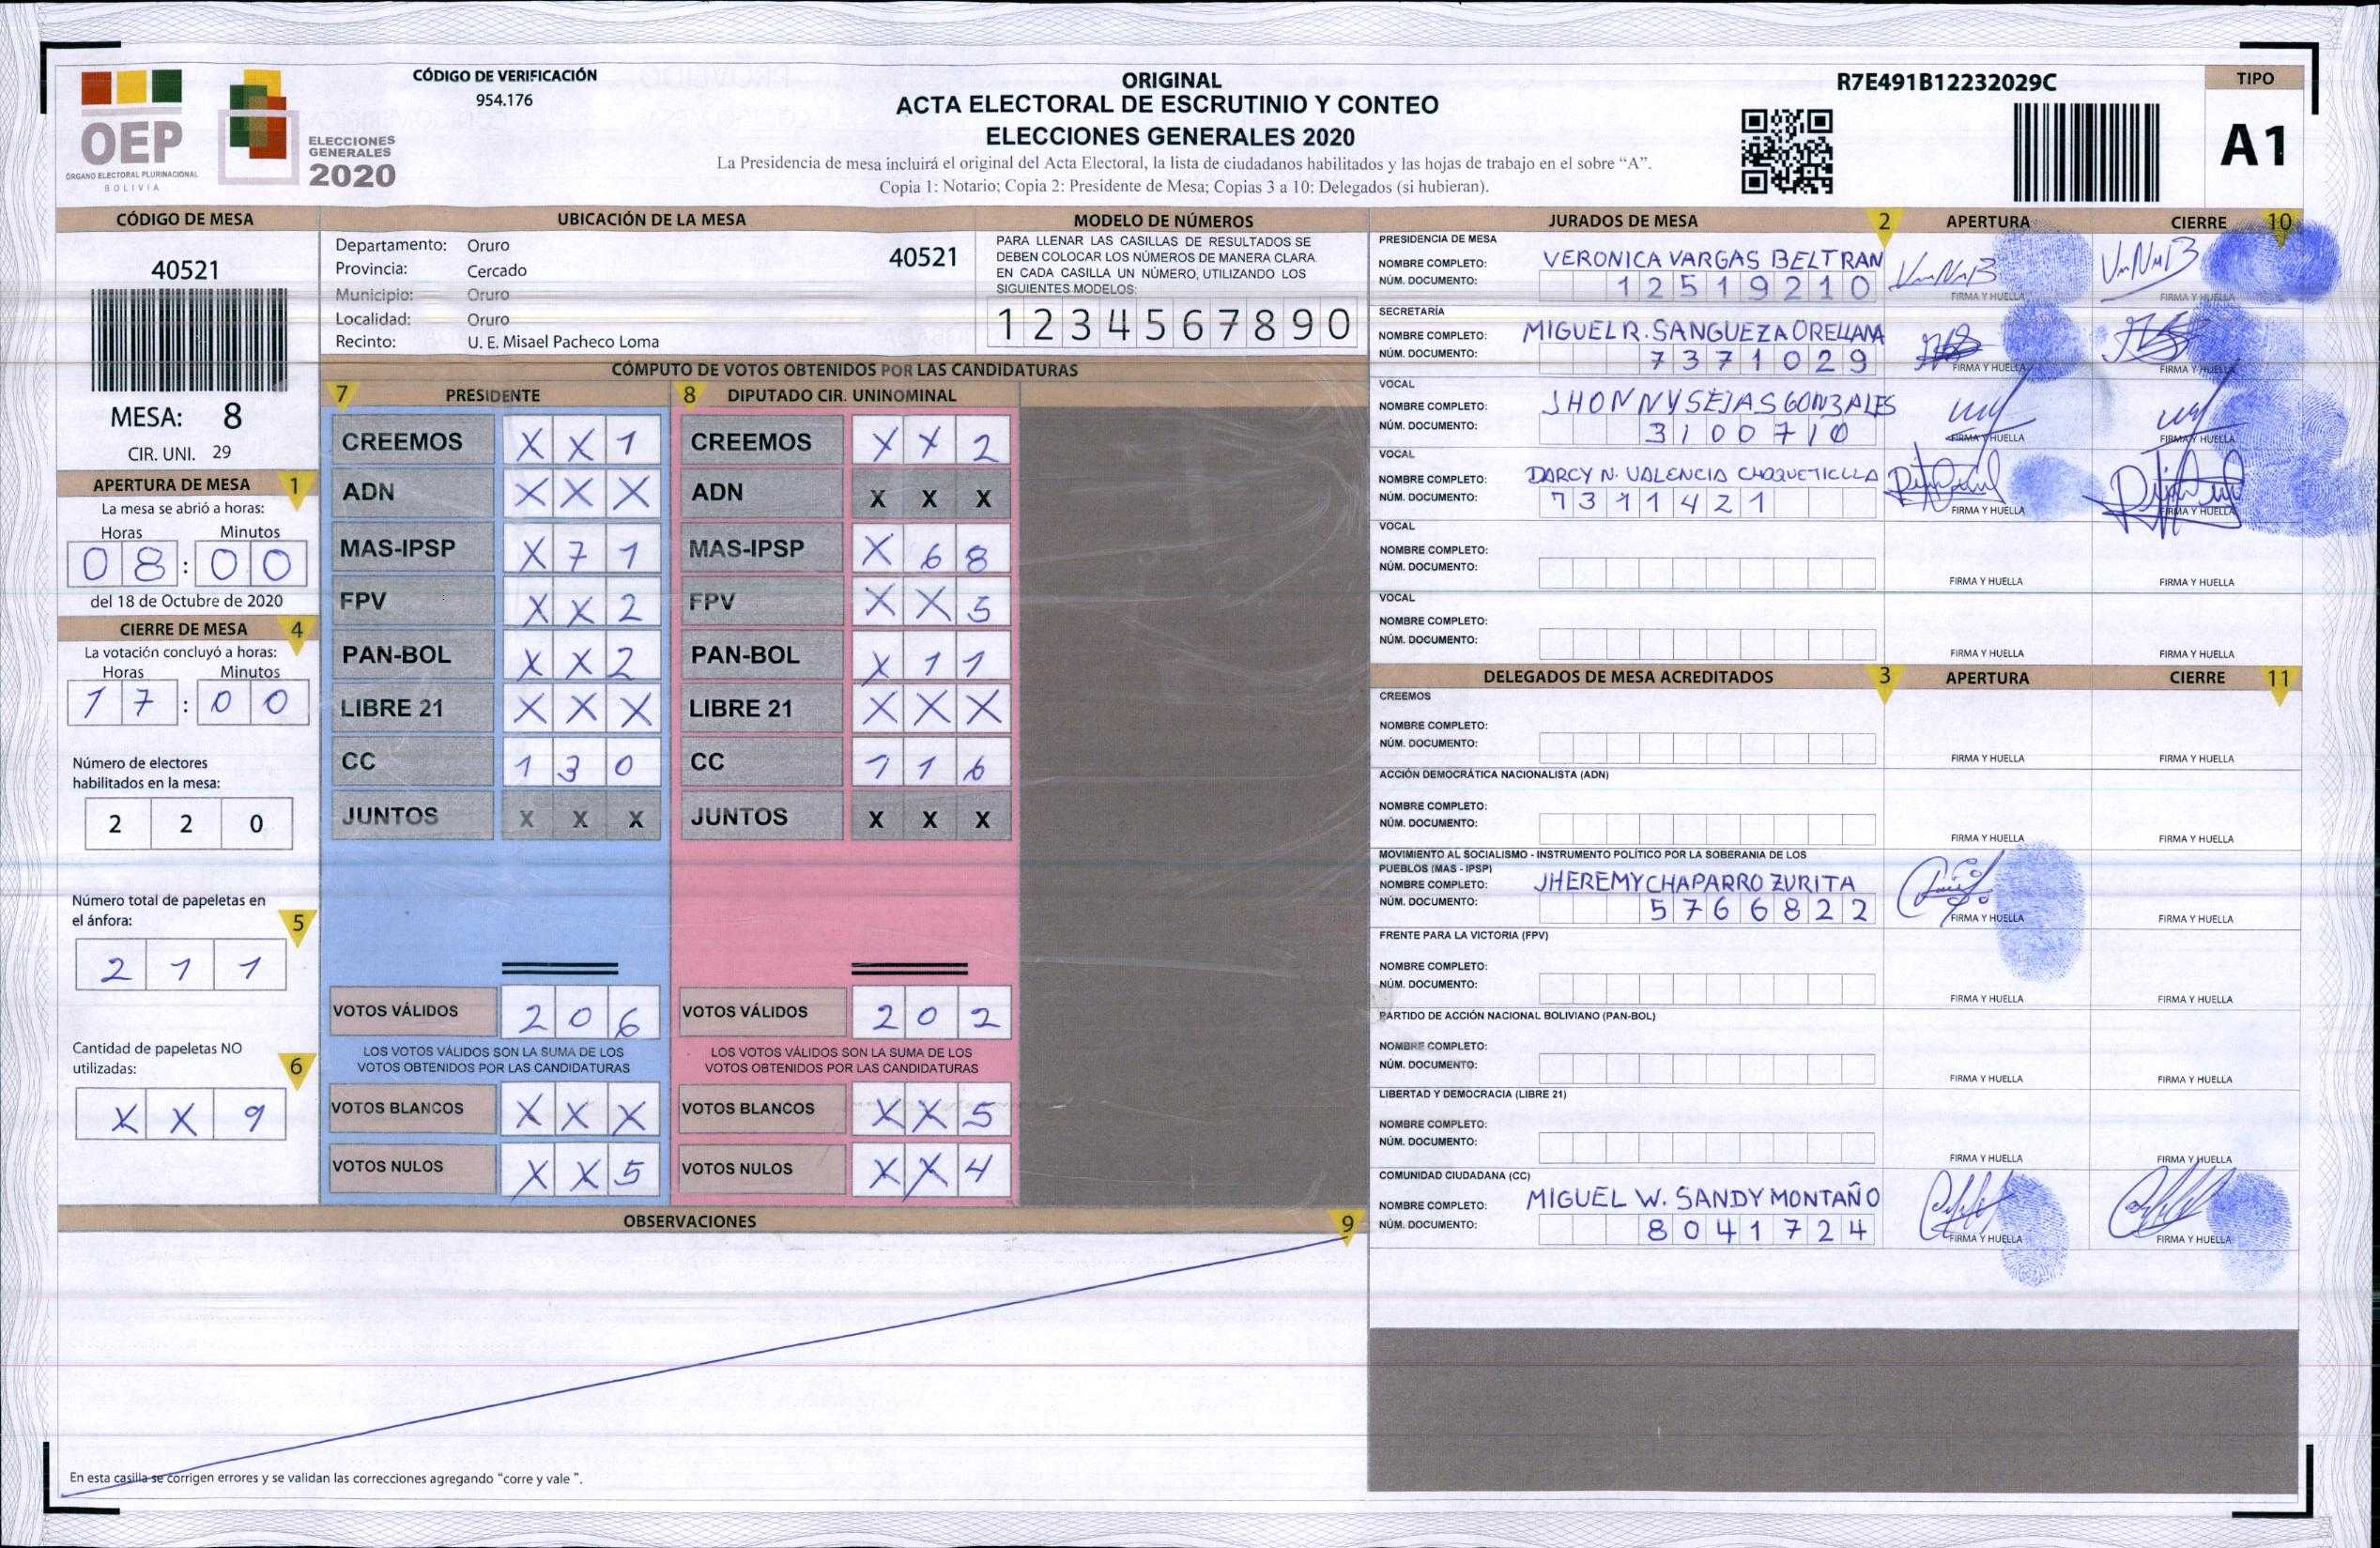 OEP
ÓRGANO ELECTORAL PLURINACIONAL
BOLIVIA
ELECCIONES
GENERALES
2020
CÓDIGO DE VERIFICACIÓN
954.176
ORIGINAL
ACTA ELECTORAL DE ESCRUTINIO Y CONTEO
ELECCIONES GENERALES 2020
La Presidencia de mesa incluirá el original del Acta Electoral, la lista de ciudadanos habilitados y las hojas de trabajo en el sobre “A”.
Copia 1: Notario; Copia 2: Presidente de Mesa; Copias 3 a 10: Delegados (si hubieran).
R7E491B12232029C
TIPO
A1
CÓDIGO DE MESA
40521
MESA: 8
CIR. UNI. 29
APERTURA DE MESA 1
La mesa se abrió a horas:
Horas Minutos
0 8 : 0 0
del 18 de Octubre de 2020
CIERRE DE MESA 4
La votación concluyó a horas:
Horas Minutos
1 7 : 0 0
Número de electores
habilitados en la mesa:
2 2 0
Número total de papeletas en
el ánfora: 5
2 1 1
Cantidad de papeletas NO
utilizadas: 6
X X 9
UBICACIÓN DE LA MESA
Departamento: Oruro
Provincia: Cercado
Municipio: Oruro
Localidad: Oruro
Recinto: U. E. Misael Pacheco Loma
40521
MODELO DE NÚMEROS
PARA LLENAR LAS CASILLAS DE RESULTADOS SE
DEBEN COLOCAR LOS NÚMEROS DE MANERA CLARA.
EN CADA CASILLA UN NÚMERO, UTILIZANDO LOS
SIGUIENTES MODELOS:
1 2 3 4 5 6 7 8 9 0
CÓMPUTO DE VOTOS OBTENIDOS POR LAS CANDIDATURAS
7 PRESIDENTE
CREEMOS X X 1
ADN X X X
MAS-IPSP X 7 1
FPV X X 2
PAN-BOL X X 2
LIBRE 21 X X X
CC 1 3 0
JUNTOS X X X
VOTOS VÁLIDOS 2 0 6
LOS VOTOS VÁLIDOS SON LA SUMA DE LOS
VOTOS OBTENIDOS POR LAS CANDIDATURAS
VOTOS BLANCOS X X X
VOTOS NULOS X X 5
8 DIPUTADO CIR. UNINOMINAL
CREEMOS X X 2
ADN X X X
MAS-IPSP X 6 8
FPV X X 5
PAN-BOL X 1 1
LIBRE 21 X X X
CC 1 1 6
JUNTOS X X X
VOTOS VÁLIDOS 2 0 2
LOS VOTOS VÁLIDOS SON LA SUMA DE LOS
VOTOS OBTENIDOS POR LAS CANDIDATURAS
VOTOS BLANCOS X X 5
VOTOS NULOS X X 4
OBSERVACIONES 9
En esta casilla se corrigen errores y se validan las correcciones agregando “corre y vale ”.
JURADOS DE MESA 2 APERTURA CIERRE 10
PRESIDENCIA DE MESA
NOMBRE COMPLETO: VERONICA VARGAS BELTRAN
NÚM. DOCUMENTO: 1 2 5 1 9 2 1 0
FIRMA Y HUELLA FIRMA Y HUELLA
SECRETARÍA
NOMBRE COMPLETO: MIGUEL R. SANGUEZA ORELLANA
NÚM. DOCUMENTO: 7 3 7 1 0 2 9
FIRMA Y HUELLA FIRMA Y HUELLA
VOCAL
NOMBRE COMPLETO: JHONNY SEJAS GONZALES
NÚM. DOCUMENTO: 3 1 0 0 7 1 0
FIRMA Y HUELLA FIRMA Y HUELLA
VOCAL
NOMBRE COMPLETO: DARCY N. VALENCIA CHOQUETICLLA
NÚM. DOCUMENTO: 7 3 1 1 4 2 1
FIRMA Y HUELLA FIRMA Y HUELLA
VOCAL
NOMBRE COMPLETO:
NÚM. DOCUMENTO:
FIRMA Y HUELLA FIRMA Y HUELLA
VOCAL
NOMBRE COMPLETO:
NÚM. DOCUMENTO:
FIRMA Y HUELLA FIRMA Y HUELLA
DELEGADOS DE MESA ACREDITADOS 3 APERTURA CIERRE 11
CREEMOS
NOMBRE COMPLETO:
NÚM. DOCUMENTO:
FIRMA Y HUELLA FIRMA Y HUELLA
ACCIÓN DEMOCRÁTICA NACIONALISTA (ADN)
NOMBRE COMPLETO:
NÚM. DOCUMENTO:
FIRMA Y HUELLA FIRMA Y HUELLA
MOVIMIENTO AL SOCIALISMO - INSTRUMENTO POLÍTICO POR LA SOBERANIA DE LOS
PUEBLOS (MAS - IPSP)
NOMBRE COMPLETO: JHEREMY CHAPARRO ZURITA
NÚM. DOCUMENTO: 5 7 6 6 8 2 2
FIRMA Y HUELLA FIRMA Y HUELLA
FRENTE PARA LA VICTORIA (FPV)
NOMBRE COMPLETO:
NÚM. DOCUMENTO:
FIRMA Y HUELLA FIRMA Y HUELLA
PARTIDO DE ACCIÓN NACIONAL BOLIVIANO (PAN-BOL)
NOMBRE COMPLETO:
NÚM. DOCUMENTO:
FIRMA Y HUELLA FIRMA Y HUELLA
LIBERTAD Y DEMOCRACIA (LIBRE 21)
NOMBRE COMPLETO:
NÚM. DOCUMENTO:
FIRMA Y HUELLA FIRMA Y HUELLA
COMUNIDAD CIUDADANA (CC)
NOMBRE COMPLETO: MIGUEL W. SANDY MONTAÑO
NÚM. DOCUMENTO: 8 0 4 1 7 2 4
FIRMA Y HUELLA FIRMA Y HUELLA